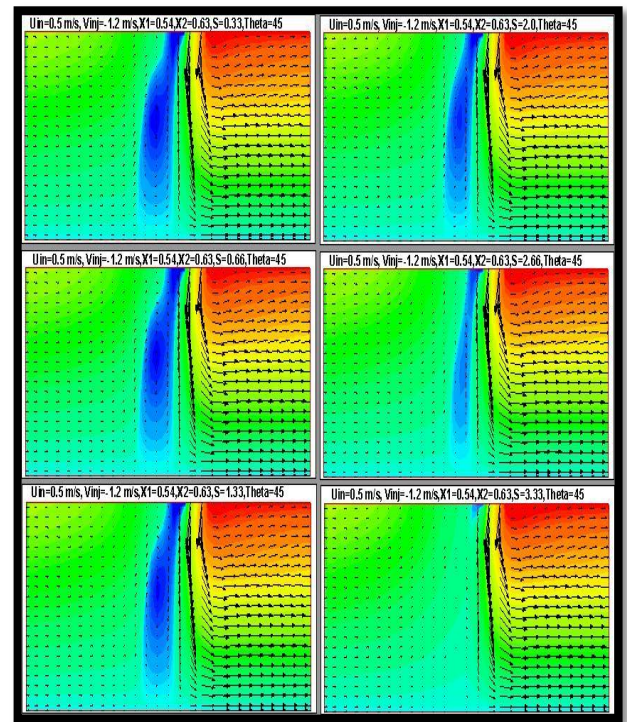 Uin=0.5 m/s, Vinj=-1.2 m/s,X1=0.54,X2=0.63,S=0.33,Theta=45
Uin=0.5 m/s, Vinj=-1.2 m/s,X1=0.54,X2=0.63,S=2.0,Theta=45
Uin=0.5 m/s, Vinj=-1.2 m/s,X1=0.54,X2=0.63,S=0.66,Theta=45
Uin=0.5 m/s, Vinj=-1.2 m/s,X1=0.54,X2=0.63,S=2.66,Theta=45
Uin=0.5 m/s, Vinj=-1.2 m/s,X1=0.54,X2=0.63,S=1.33,Theta=45
Uin=0.5 m/s, Vinj=-1.2 m/s,X1=0.54,X2=0.63,S=3.33,Theta=45